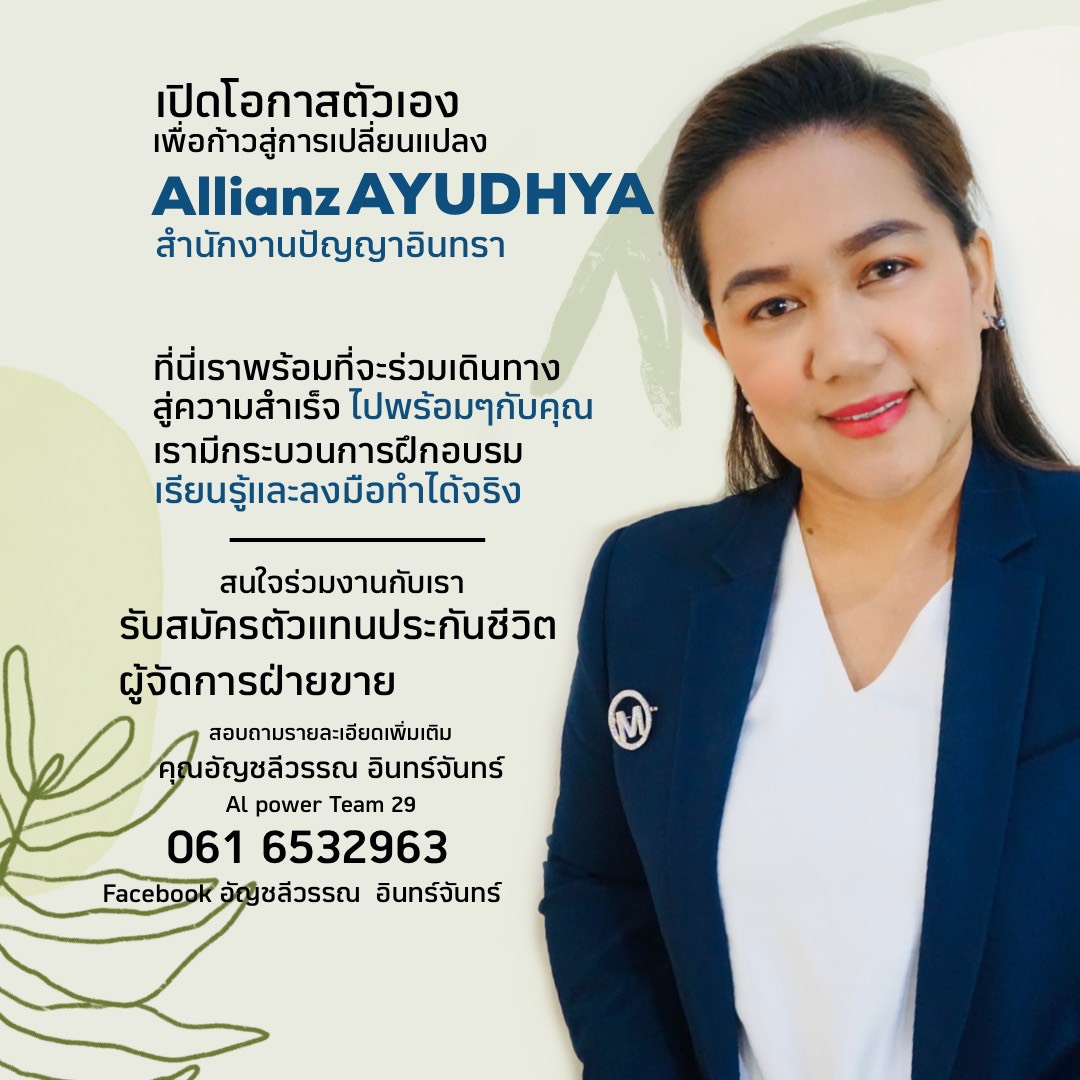 เปิดโอกาสตัวเอง
เพื่อก้าวสู่การเปลี่ยนแปลง
Allianz AYUDHYA
สำนักงานปัญญาอินทรา
ที่นี่เราพร้อมที่จะร่วมเดินทาง
สู่ความสำเร็จ ไปพร้อมๆกับคุณ
เรามีกระบวนการฝึกอบรม
เรียนรู้และลงมือทำได้จริง
สนใจร่วมงานกับเรา
รับสมัครตัวแทนประกันชีวิต
ผู้จัดการฝ่ายขาย
สอบถามรายละเอียดเพิ่มเติม
คุณอัญชลีวรรณ อินทร์จันทร์
Al power Team 29
061 6532963
Facebook อัญชลีวรรณ อินทร์จันทร์
M